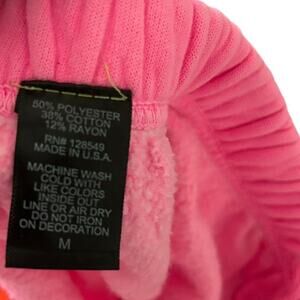 50% POLYESTER
38% COTTON
12% RAYON
RN# 128549
MADE IN U.S.A.
MACHINE WASH
COLD WITH
LIKE COLORS
INSIDE OUT
LINE OR AIR DRY
DO NOT IRON
ON DECORATION
M